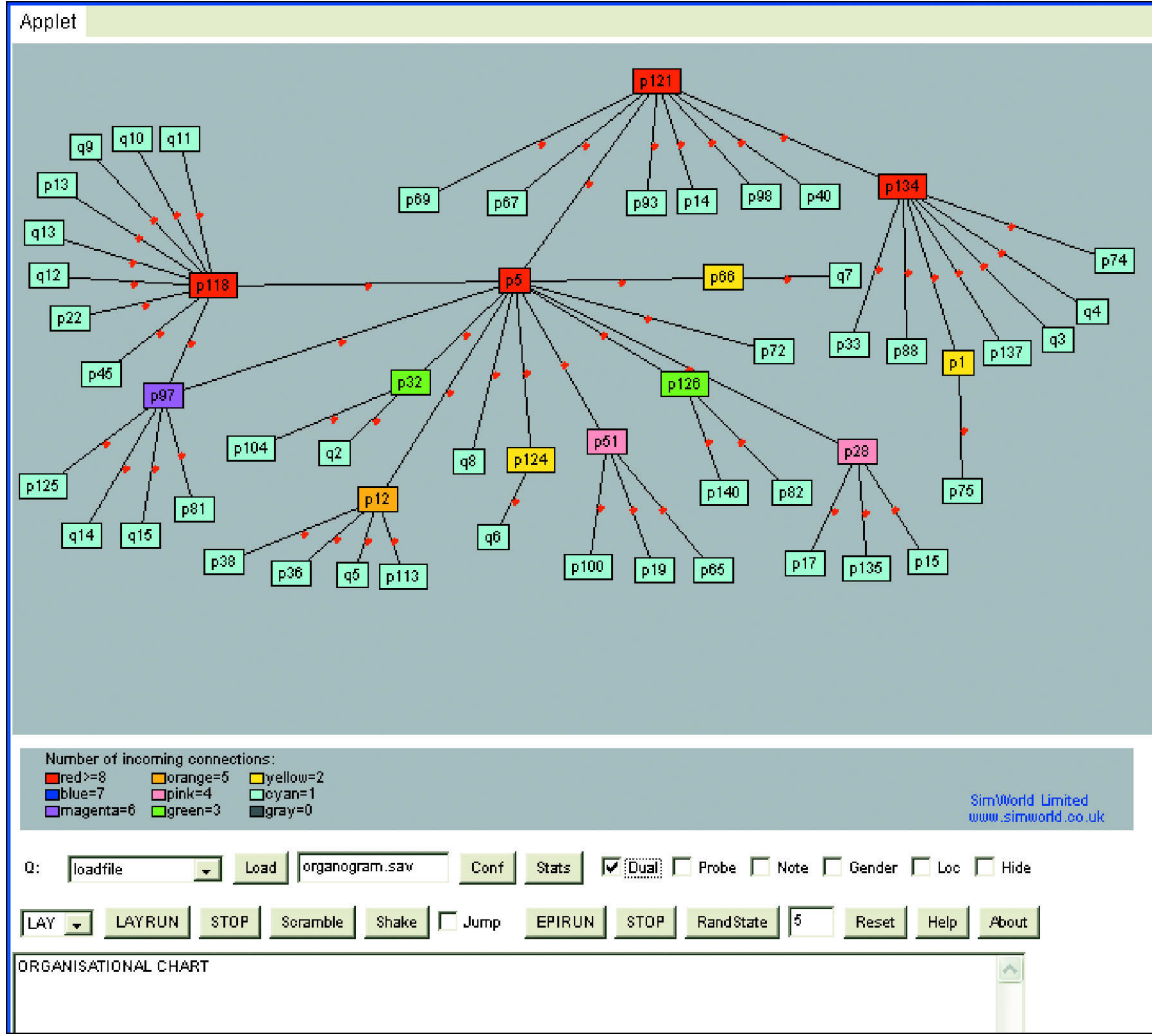 Applet
p121
q9 q10 q11
p13
p134
p69 p67 p93 p14 p98 p40
q13
p74
q12 p118 p5 p66 q7
p22
q4
p45 p72 p33 p88 p137 q3
p1
p97 p32 p126
p104 q2 q8 p124 p51 p28
p125 p81 p12 p140 p82 p75
q14 q15 q6
p38 p36 q5 p113 p100 p19 p65 p17 p135 p15
Number of incoming connections:
red>=8 orange=5 yellow=2
blue=7 pink=4 cyan=1
magenta=6 green=3 gray=0
SimWorld Limited
www.simworld.co.uk
Q: loadfile Load organogram.sav Conf Stats Dual Probe Note Gender Loc Hide
LAY LAYRUN STOP Scramble Shake Jump EPIRUN STOP RandState 5 Reset Help About
ORGANISATIONAL CHART